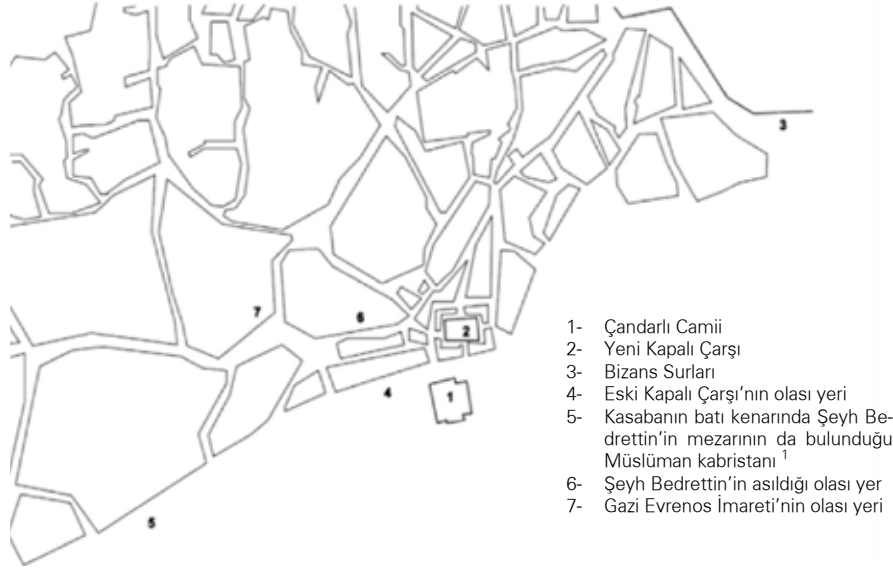 3
7
6
2
4
1
5
1- Çandarlı Camii
2- Yeni Kapalı Çarşı
3- Bizans Surları
4- Eski Kapalı Çarşı’nın olası yeri
5- Kasabanın batı kenarında Şeyh Be-
drettin’in mezarının da bulunduğu
Müslüman kabristanı 1
6- Şeyh Bedrettin’in asıldığı olası yer
7- Gazi Evrenos İmareti’nin olası yeri